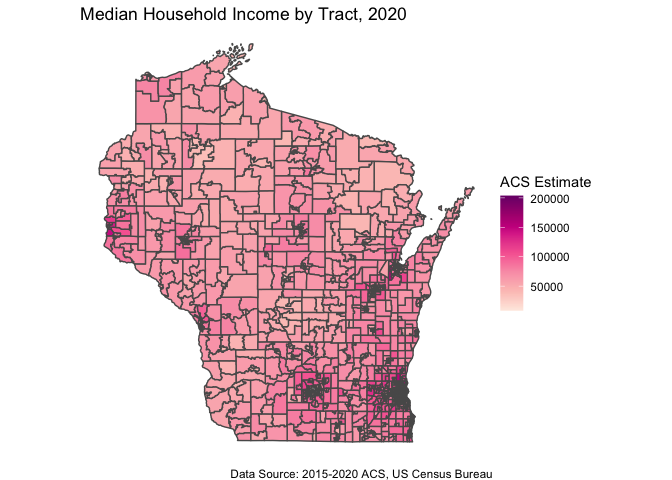 Median Household Income by Tract, 2020
ACS Estimate
200000
150000
100000
50000
Data Source: 2015-2020 ACS, US Census Bureau